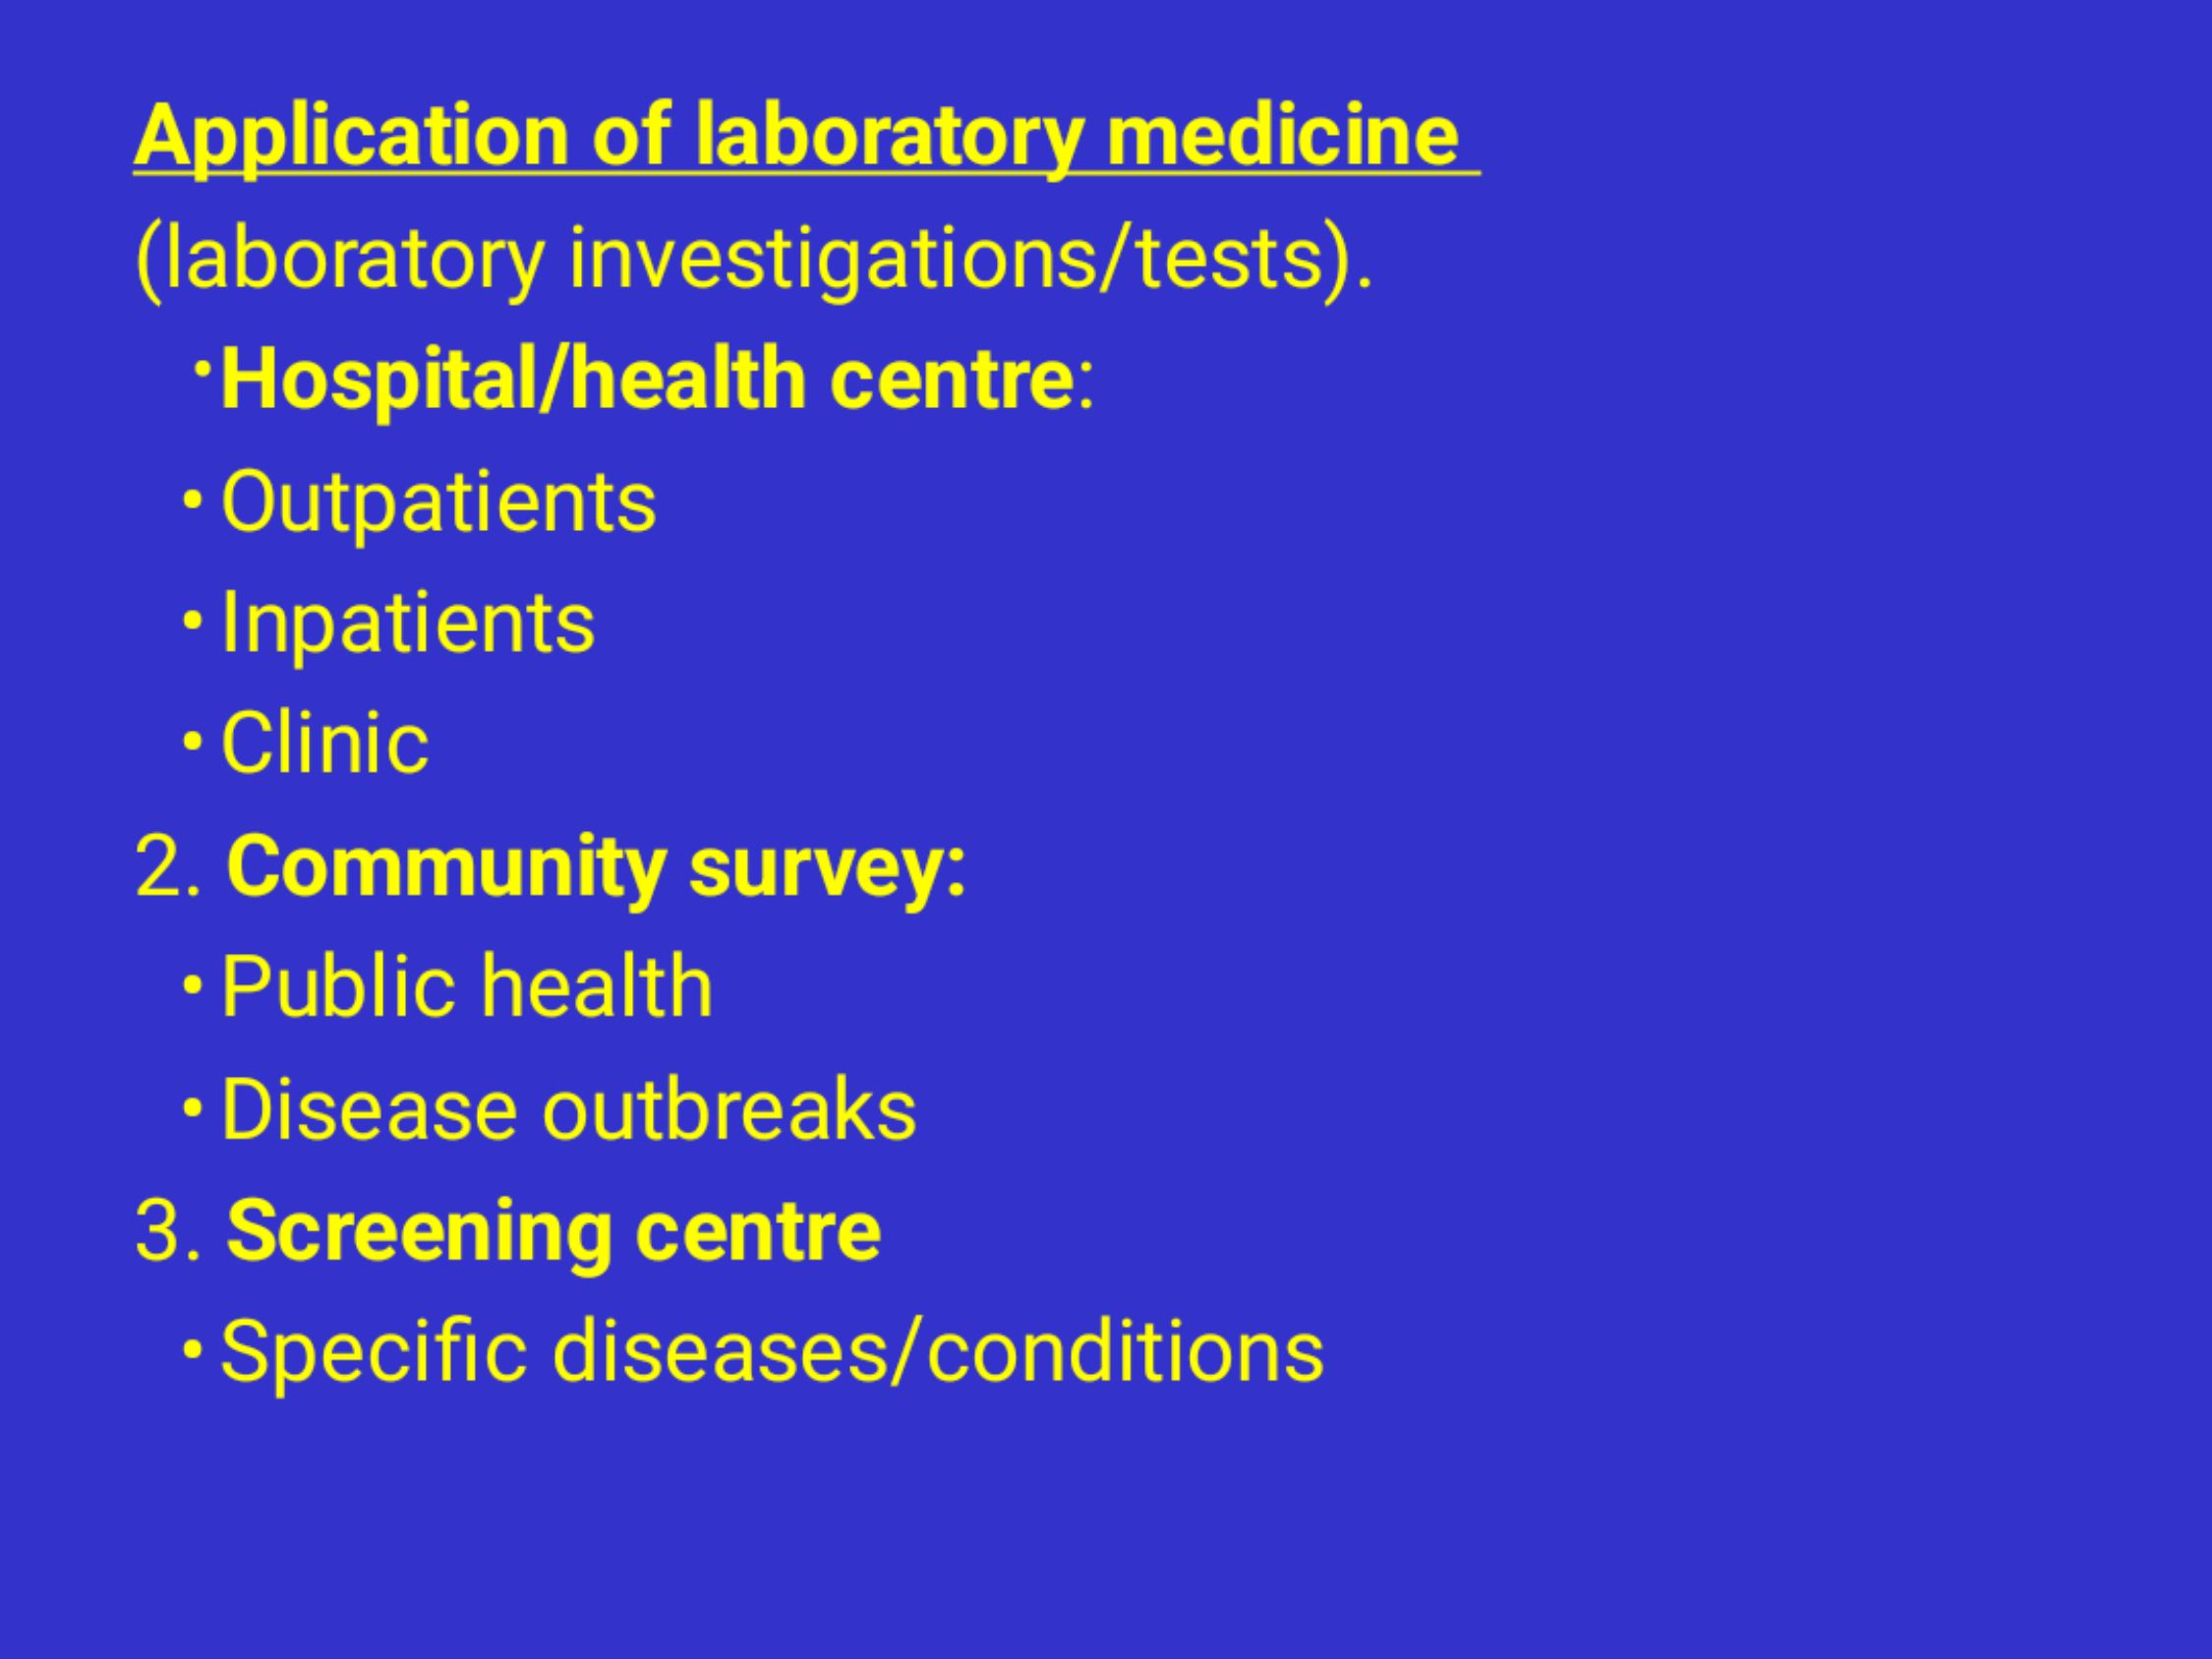 Application of laboratory medicine
(laboratory investigations/tests).
•Hospital/health centre:
• Outpatients
• Inpatients
• Clinic
2. Community survey:
• Public health
• Disease outbreaks
3. Screening centre
• Specific diseases/conditions